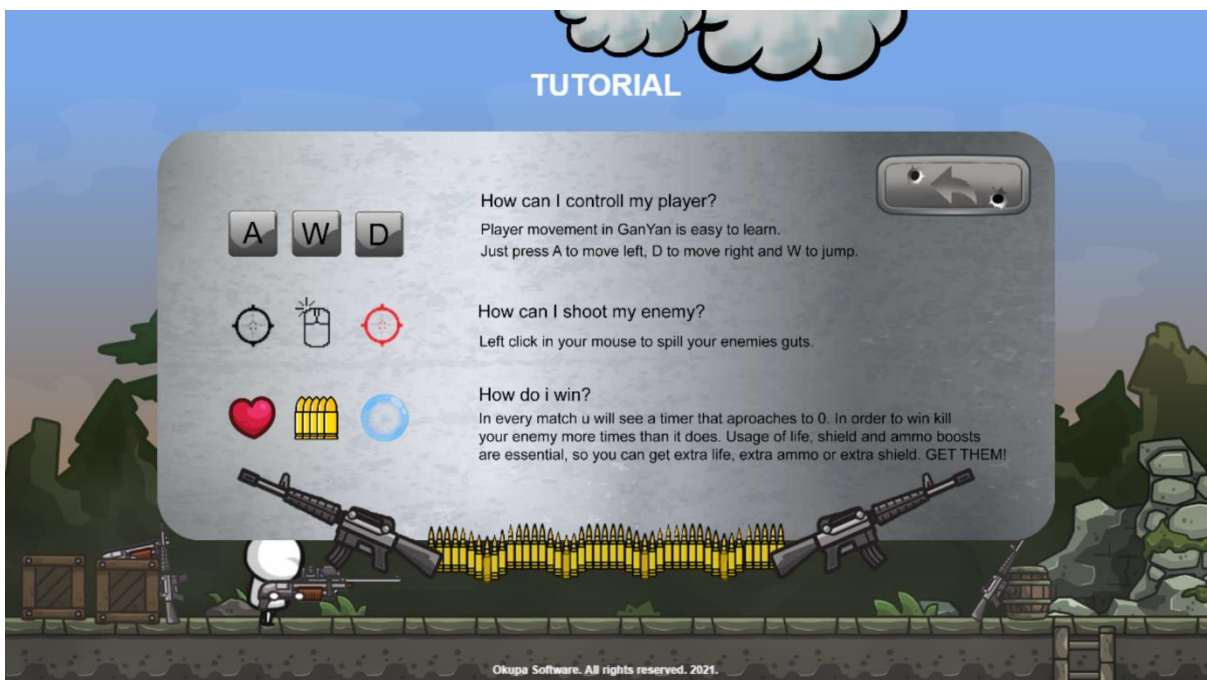 TUTORIAL
How can I controll my player?
Player movement in GanYan is easy to learn.
Just press A to move left, D to move right and W to jump.
A W D
How can I shoot my enemy?
Left click in your mouse to spill your enemies guts.
How do i win?
In every match u will see a timer that aproaches to 0. In order to win kill
your enemy more times than it does. Usage of life, shield and ammo boosts
are essential, so you can get extra life, extra ammo or extra shield. GET THEM!
Okupa Software. All rights reserved. 2021.